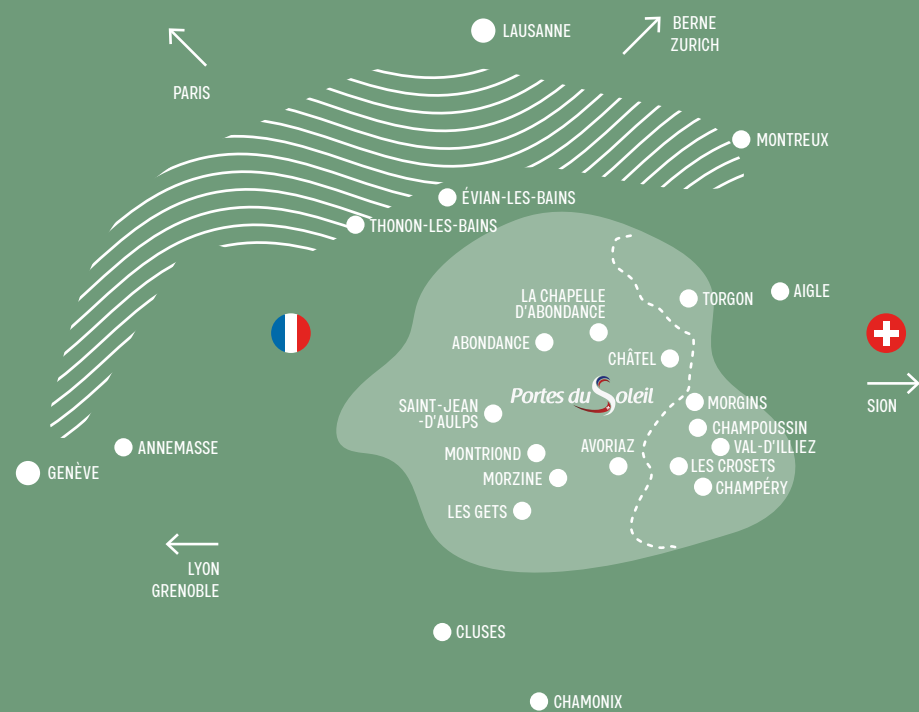 LAUSANNE
BERNE
ZURICH
PARIS
MONTREUX
ÉVIAN-LES-BAINS
THONON-LES-BAINS
LA CHAPELLE
D'ABONDANCE
TORGON
AIGLE
ABONDANCE
CHÂTEL
Portes du Soleil
SAINT-JEAN
-D'AULPS
MORGINS
SION
CHAMPOUSSIN
AVORIAZ
VAL-D'ILLIEZ
ANNEMASSE
MONTRIOND
LES CROSETS
GENÈVE
MORZINE
CHAMPÉRY
LES GETS
LYON
GRENOBLE
CLUSES
CHAMONIX